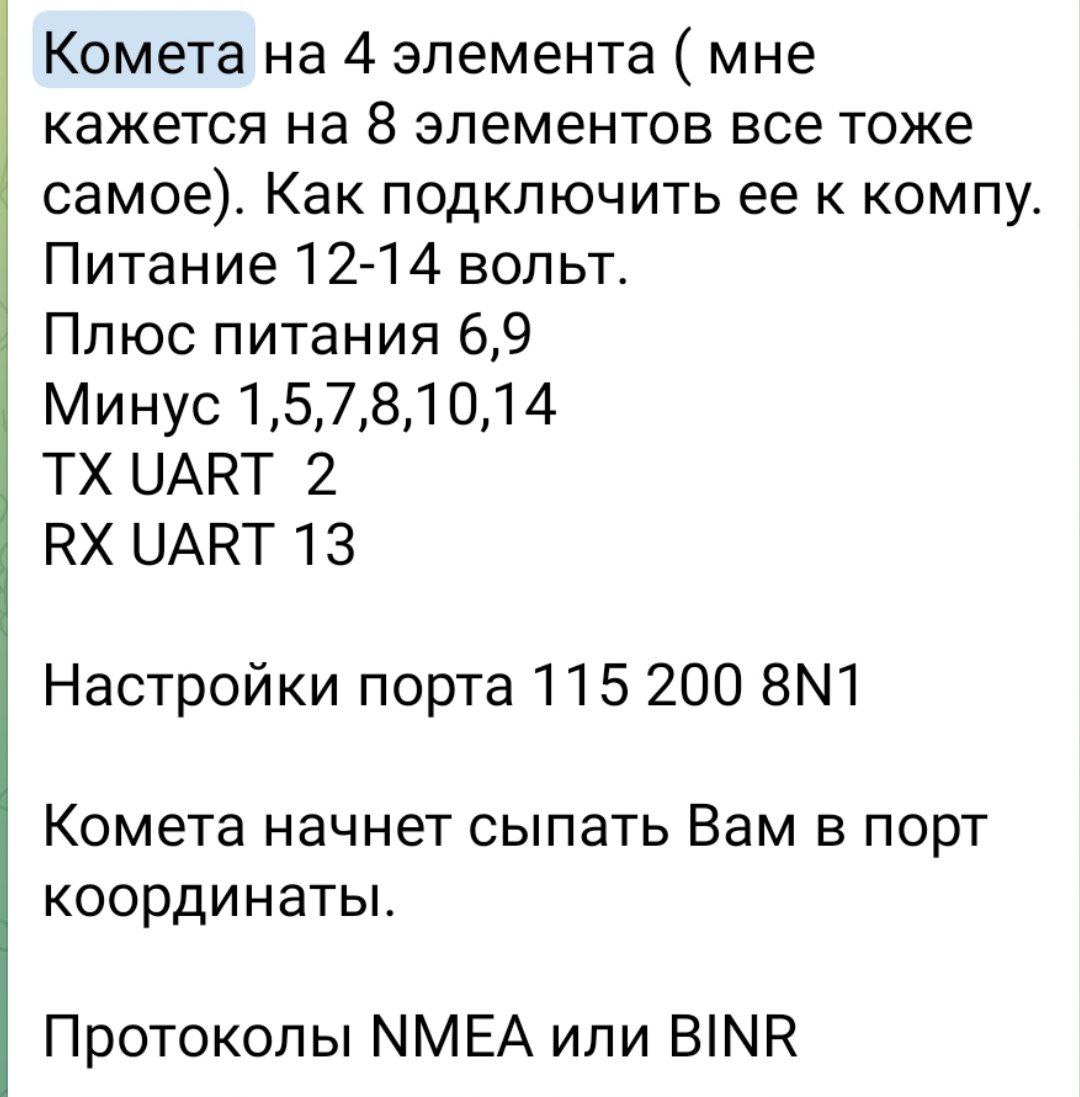 Комета на 4 элемента ( мне
кажется на 8 элементов все тоже
самое). Как подключить ее к компу.
Питание 12-14 вольт.
Плюс питания 6,9
Минус 1,5,7,8,10,14
TX UART  2
RX UART 13
Настройки порта 115 200 8N1
Комета начнет сыпать Вам в порт
координаты.
Протоколы NMEA или BINR